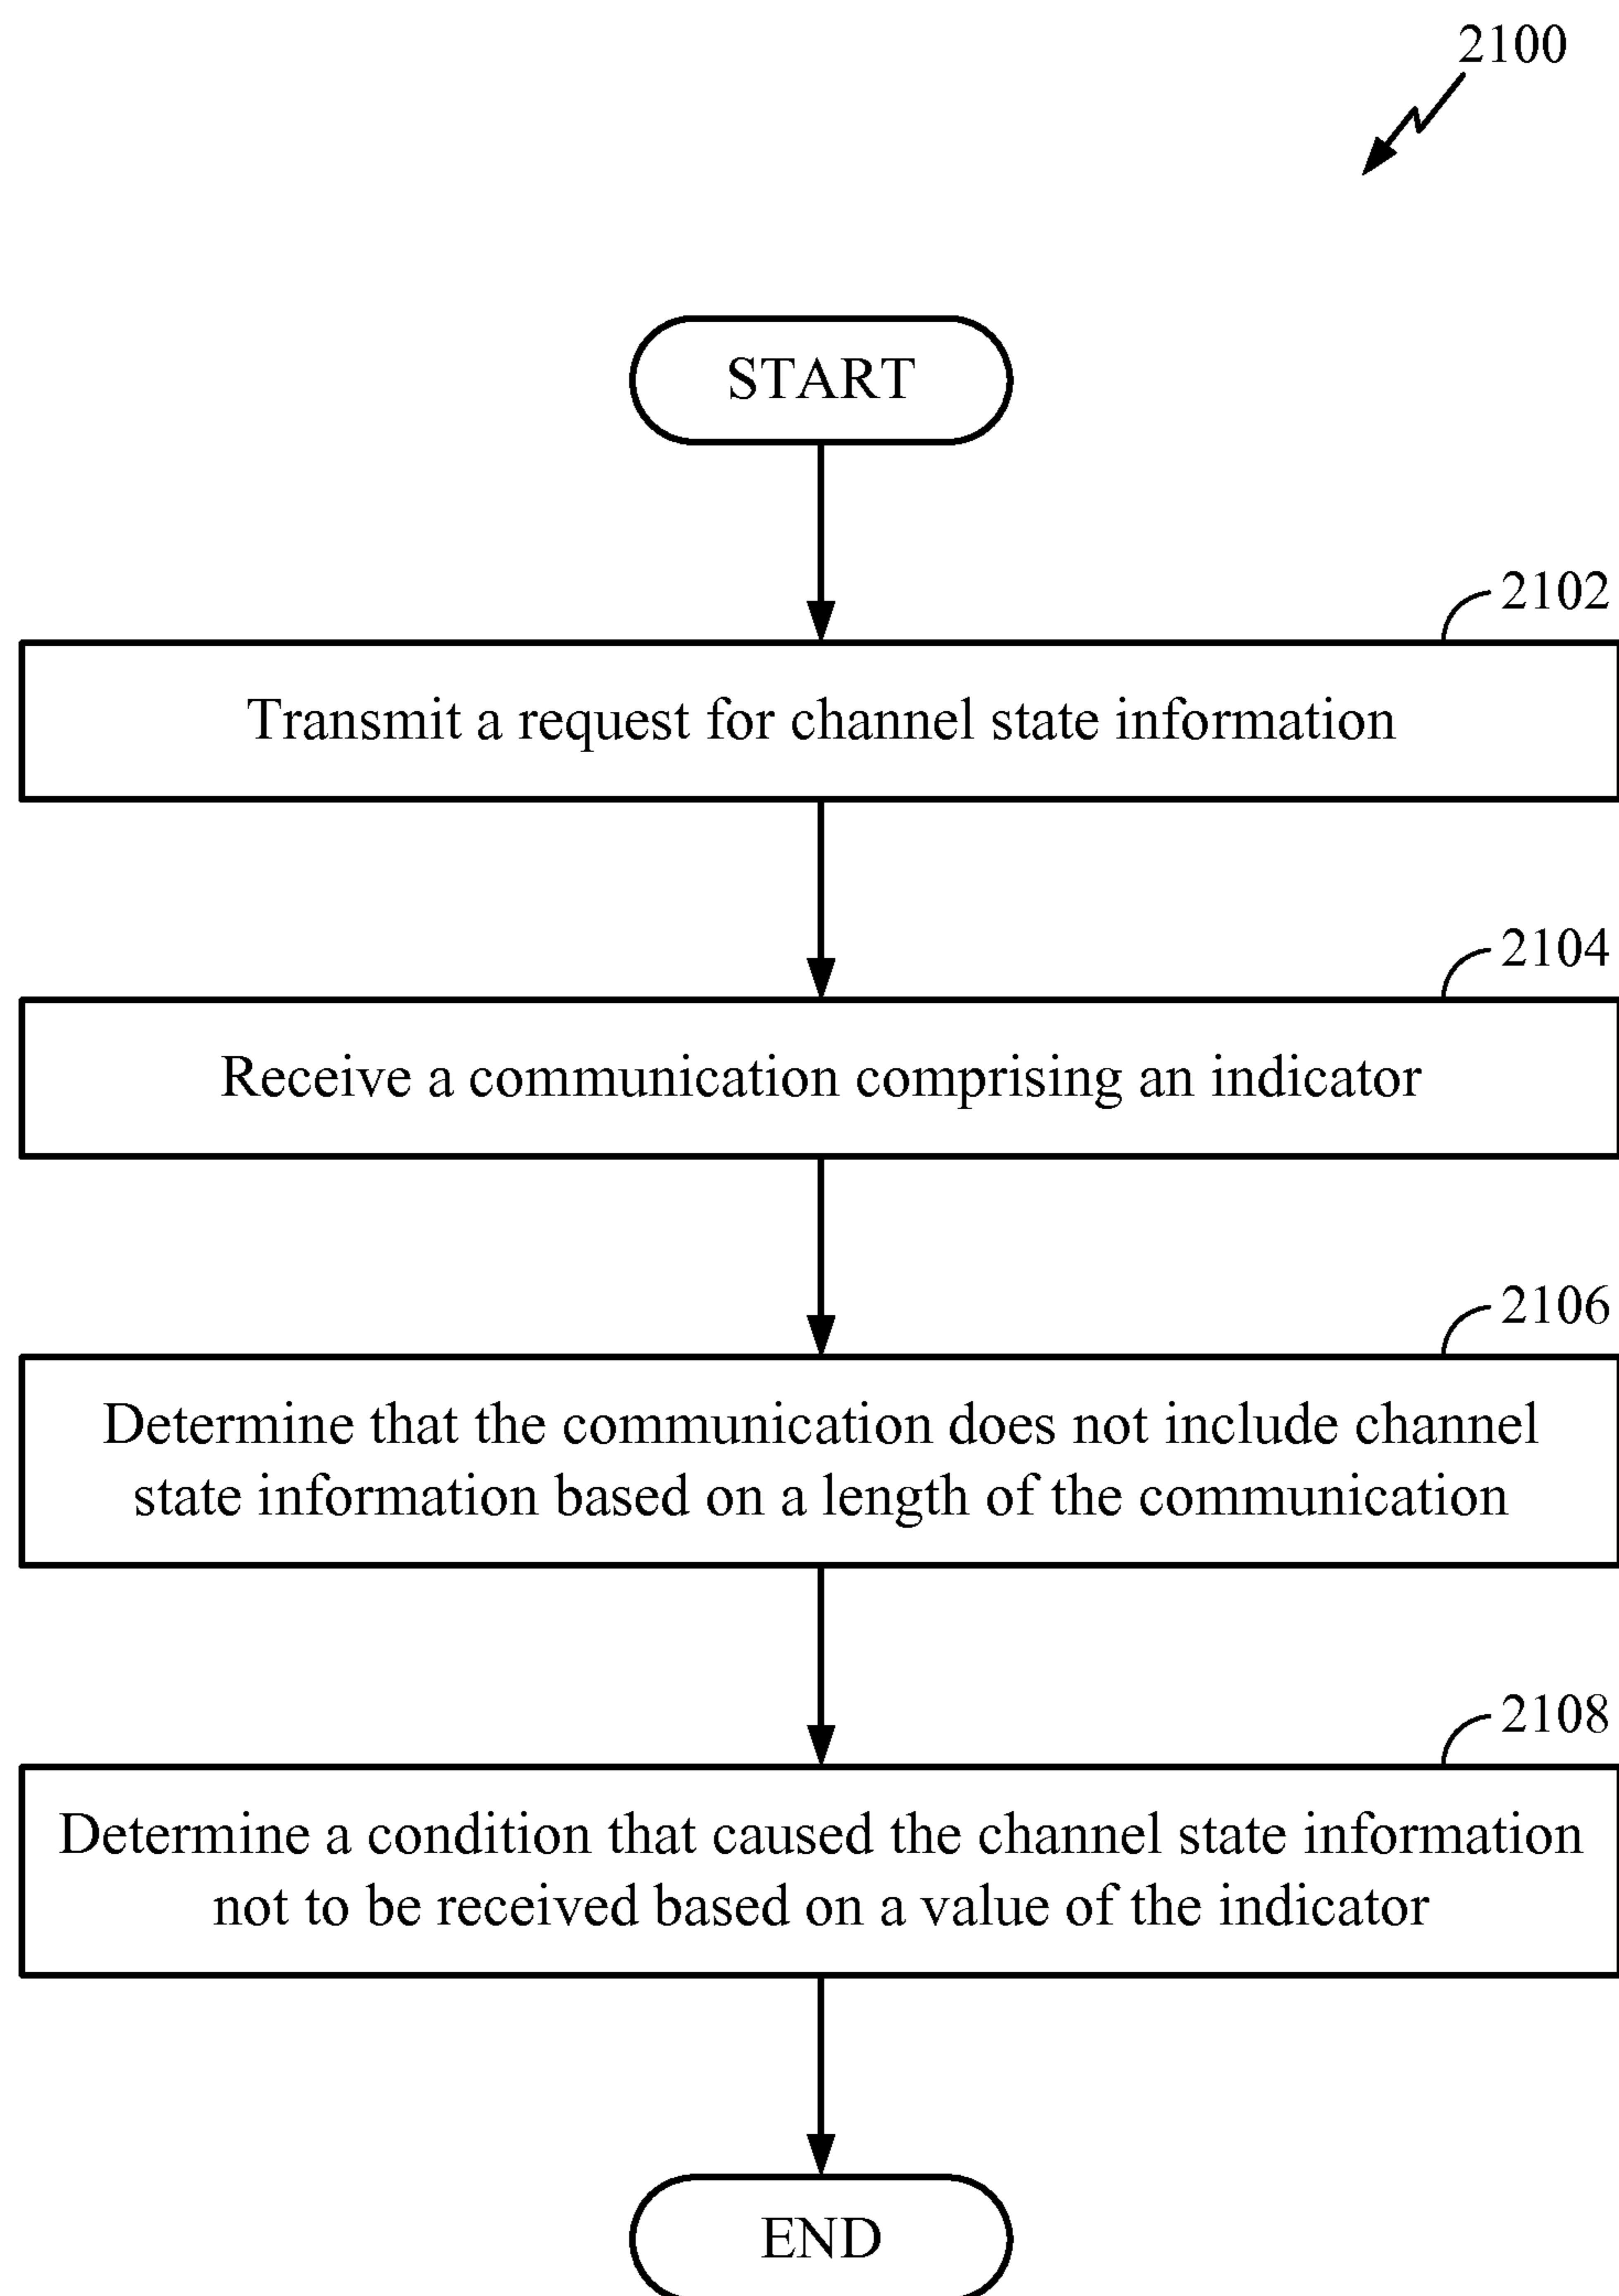 2100
START
2102
Transmit a request for channel state information
2104
Receive a communication comprising an indicator
2106
Determine that the communication does not include channel
state information based on a length of the communication
2108
Determine a condition that caused the channel state information
not to be received based on a value of the indicator
END